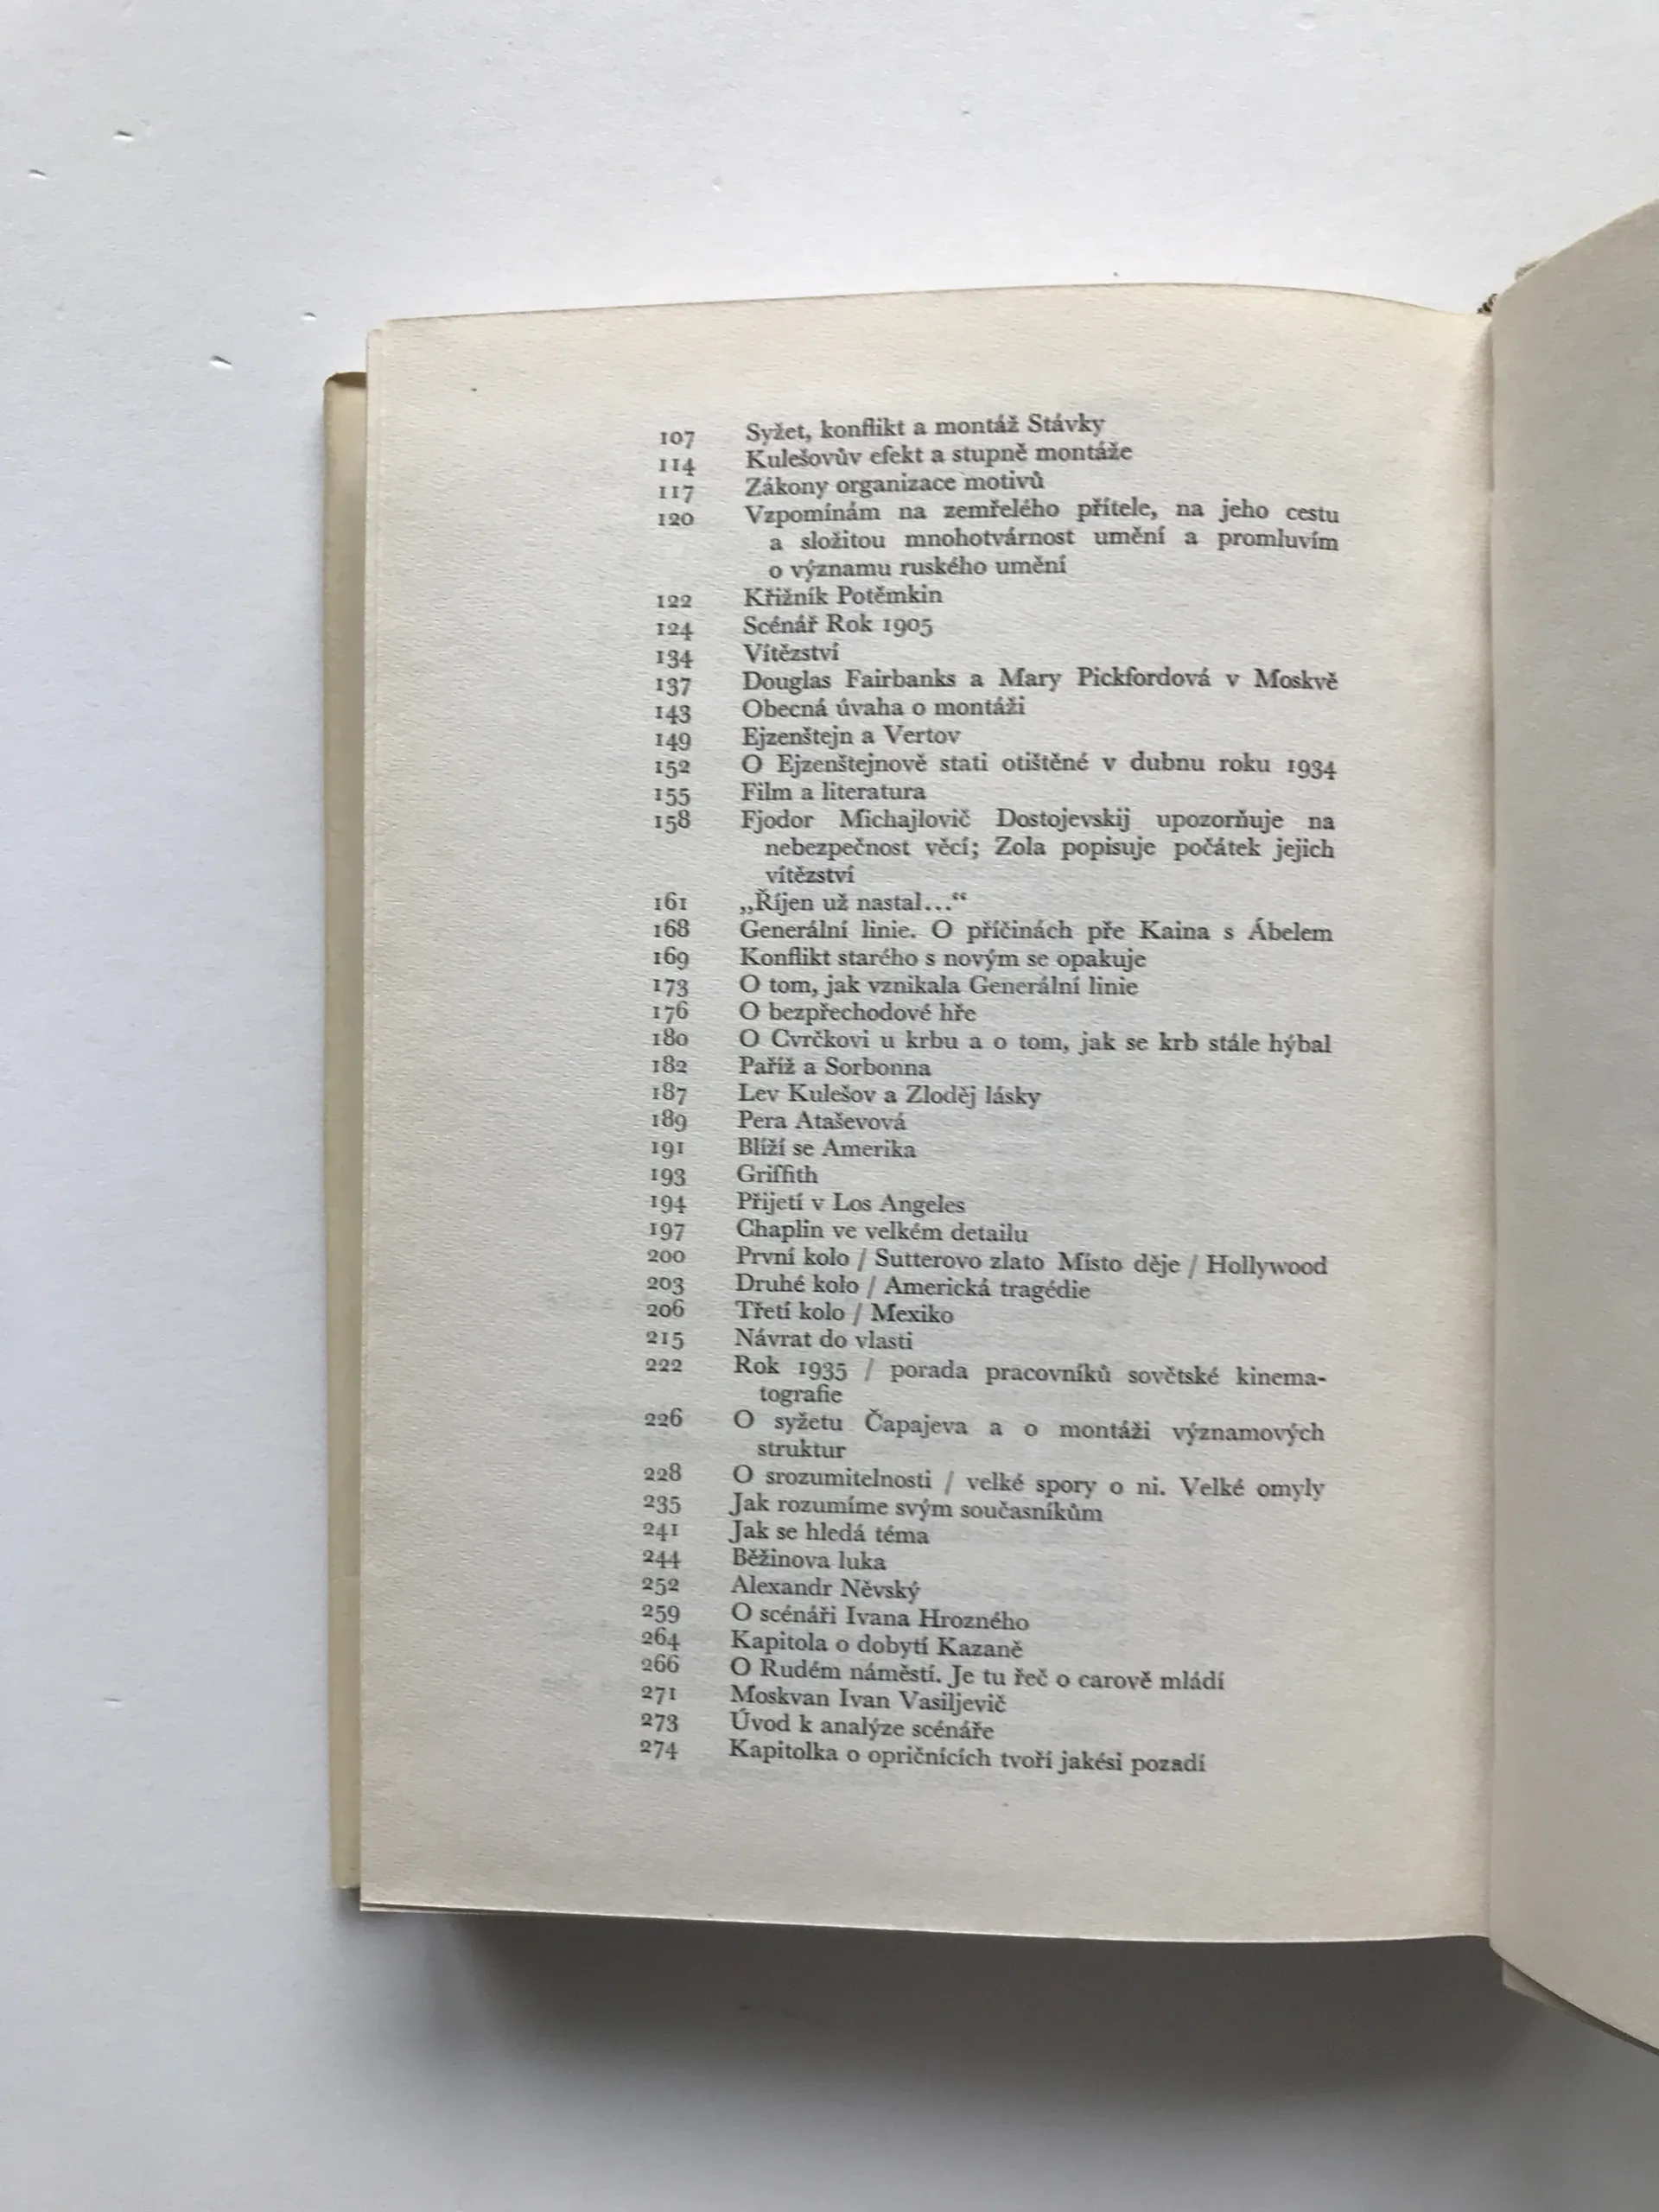 107 Syžet, konflikt a montáž Stávky
114 Kulešovův efekt a stupně montáže
117 Zákony organizace motivů
120 Vzpomínám na zemřelého přítele, na jeho cestu
a složitou mnohotvárnost umění a promluvím
o významu ruského umění
122 Křižník Potěmkin
124 Scénář Rok 1905
134 Vítězství
137 Douglas Fairbanks a Mary Pickfordová v Moskvě
143 Obecná úvaha o montáži
149 Ejzenštejn a Vertov
152 O Ejzenštejnově stati otištěné v dubnu roku 1934
155 Film a literatura
158 Fjodor Michajlovič Dostojevskij upozorňuje na
nebezpečnost věcí; Zola popisuje počátek jejich
vítězství
161 „Říjen už nastal...“
168 Generální linie. O příčinách pře Kaina s Ábelem
169 Konflikt starého s novým se opakuje
173 O tom, jak vznikala Generální linie
176 O bezpřechodové hře
180 O Cvrčkovi u krbu a o tom, jak se krb stále hýbal
182 Paříž a Sorbonna
187 Lev Kulešov a Zloděj lásky
189 Pera Ataševová
191 Blíží se Amerika
193 Griffith
194 Přijetí v Los Angeles
197 Chaplin ve velkém detailu
200 První kolo / Sutterovo zlato Místo děje / Hollywood
203 Druhé kolo / Americká tragédie
206 Třetí kolo / Mexiko
215 Návrat do vlasti
222 Rok 1935 / porada pracovníků sovětské kinema-
tografie
226 O syžetu Čapajeva a o montáži významových
struktur
228 O srozumitelnosti / velké spory o ni. Velké omyly
235 Jak rozumíme svým současníkům
241 Jak se hledá téma
244 Běžinova luka
252 Alexandr Něvský
259 O scénáři Ivana Hrozného
264 Kapitola o dobytí Kazaně
266 O Rudém náměstí. Je tu řeč o carově mládí
271 Moskvan Ivan Vasiljevič
273 Úvod k analýze scénáře
274 Kapitolka o opričnících tvoří jakési pozadí